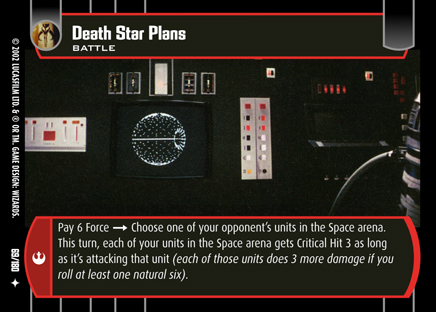 Death Star Plans
BATTLE
Pay 6 Force → Choose one of your opponent's units in the Space arena.
This turn, each of your units in the Space arena gets Critical Hit 3 as long
as it's attacking that unit (each of those units does 3 more damage if you
roll at least one natural six).
© 2002 LUCASFILM LTD. & ® OR TM. GAME DESIGN: WIZARDS.
69/180